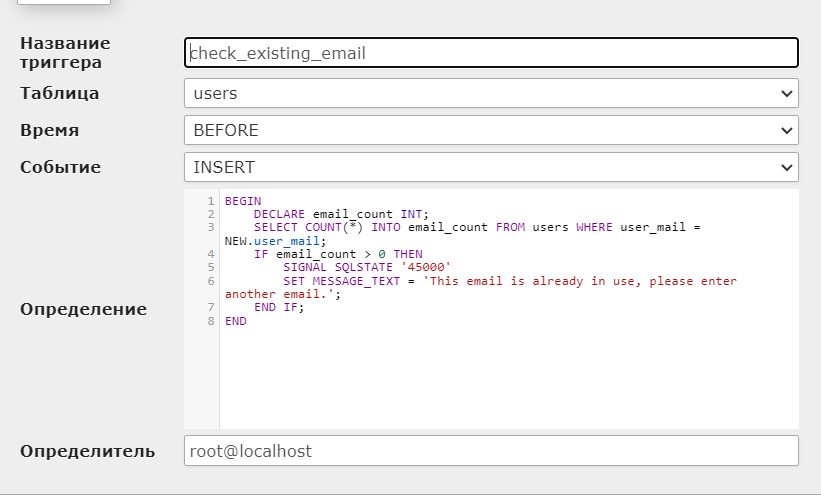 Название
триггера
check_existing_email
Таблица
users
Время
BEFORE
Событие
INSERT
Определение
1 BEGIN
2     DECLARE email_count INT;
3     SELECT COUNT(*) INTO email_count FROM users WHERE user_mail =
NEW.user_mail;
4     IF email_count > 0 THEN
5         SIGNAL SQLSTATE '45000'
6         SET MESSAGE_TEXT = 'This email is already in use, please enter
another email.';
7     END IF;
8 END
Определитель
root@localhost